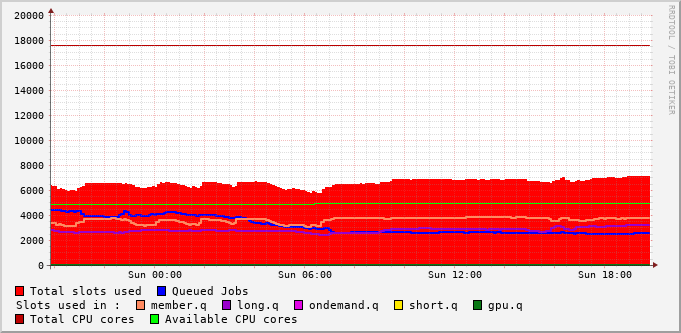 RRDTOOL / TOBI OETIKER
20000
18000
16000
14000
12000
10000
8000
6000
4000
2000
0
Sun 00:00 Sun 06:00 Sun 12:00 Sun 18:00
Total slots used Queued Jobs
Slots used in : member.q long.q ondemand.q short.q gpu.q
Total CPU cores Available CPU cores